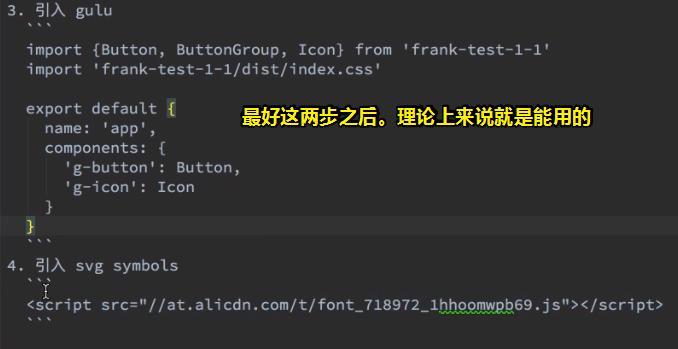 3. 引入 gulu
```
import {Button, ButtonGroup, Icon} from 'frank-test-1-1'
import 'frank-test-1-1/dist/index.css'
export default {
最好这两步之后。理论上来说就是能用的
name: 'app',
components: {
'g-button': Button,
'g-icon': Icon
}
}
```
4. 引入 svg symbols
```
<script src="//at.alicdn.com/t/font_718972_1hhoomwpb69.js"></script>
```